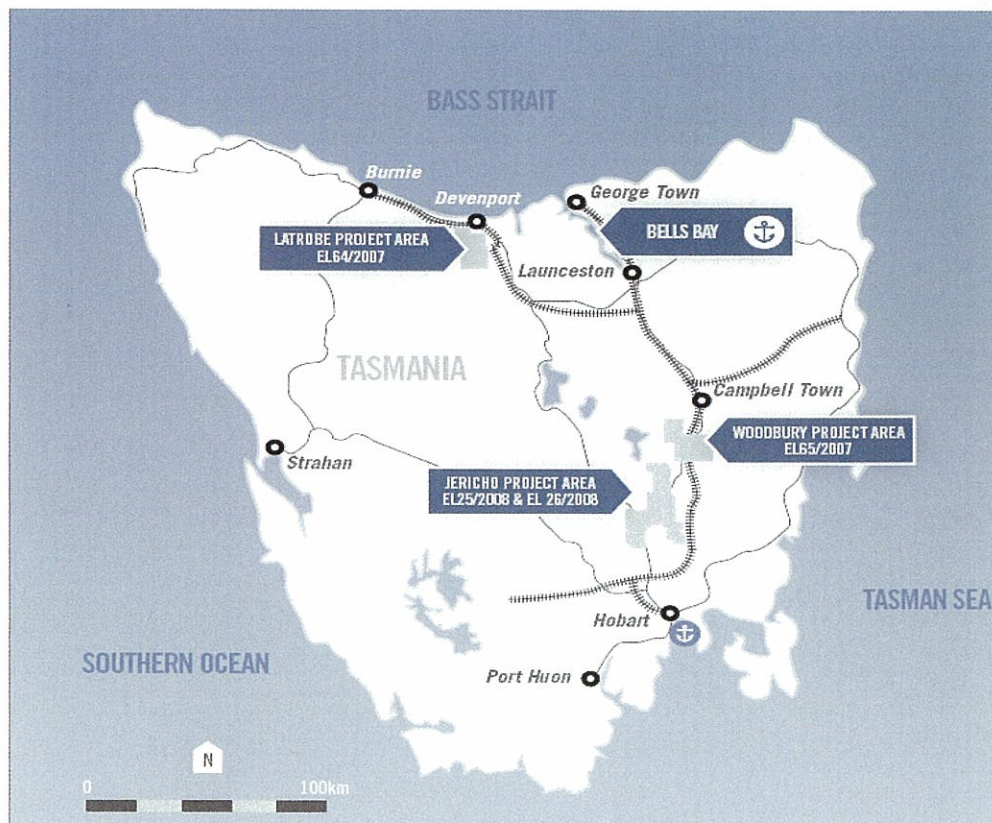 BASS STRAIT
Burnie
Devenport
George Town
LATROBE PROJECT AREA
EL64/2007
BELLS BAY
Launceston
TASMANIA
Campbell Town
WOODBURY PROJECT AREA
EL65/2007
Strahan
JERICHO PROJECT AREA
EL25/2008 & EL 26/2008
TASMAN SEA
Hobart
SOUTHERN OCEAN
Port Huon
N
0
100km